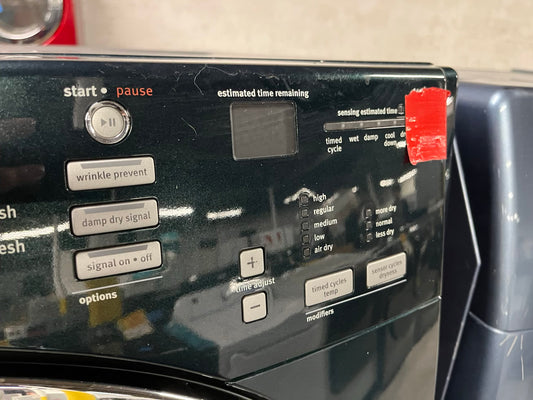 start • pause
estimated time remaining
sensing estimated time
timed
cycle
wet
damp
cool
down
wrinkle prevent
esh
damp dry signal
esh
signal on • off
options
high
regular
medium
low
air dry
more dry
normal
less dry
+
time adjust
−
timed cycles
temp
sensor cycles
dryness
modifiers